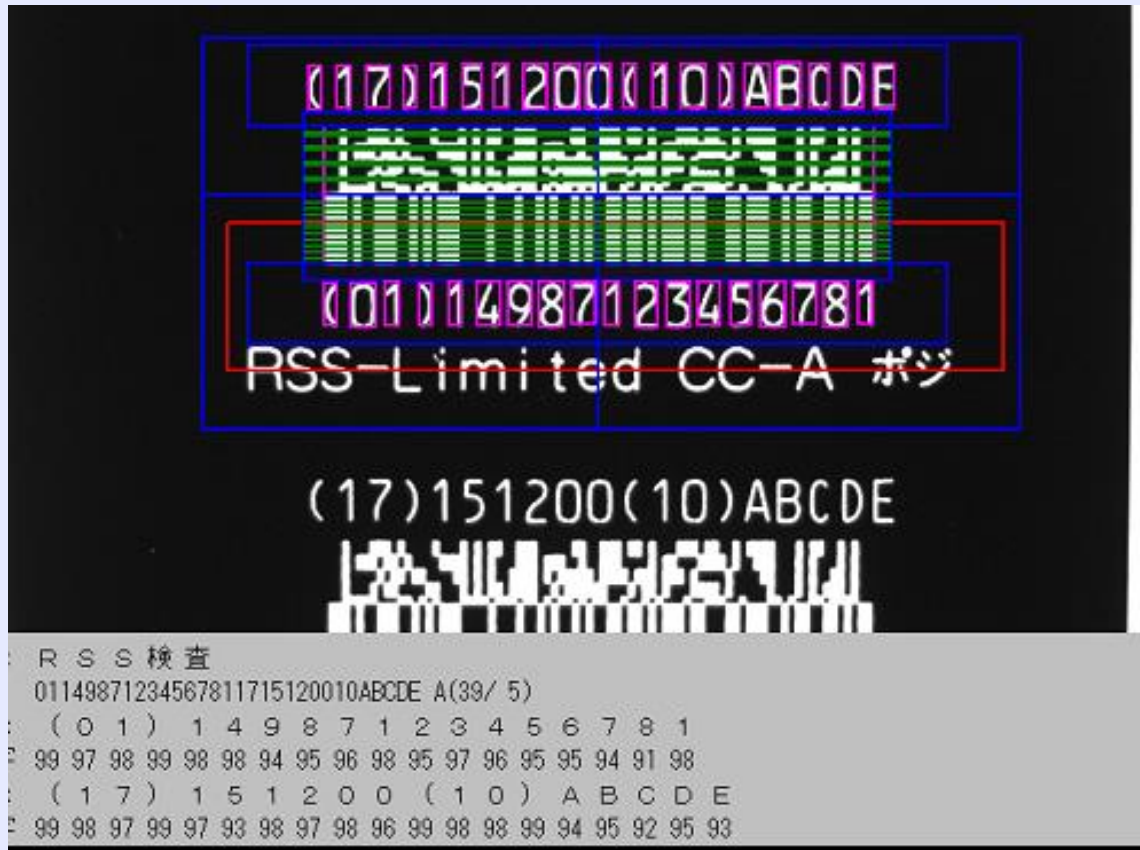 (17)151200(10)ABCDE
(01)14987123456781
RSS-Limited CC-A ポジ
(17)151200(10)ABCDE
RSS検査
01149871234567811715120010ABCDE A(39/ 5)
(01) 14987123456781
99 97 98 99 98 98 94 95 96 98 95 97 96 95 95 94 91 98
(17) 151200(10) ABCDE
99 98 97 99 97 93 98 97 98 96 99 98 98 99 94 95 92 95 93